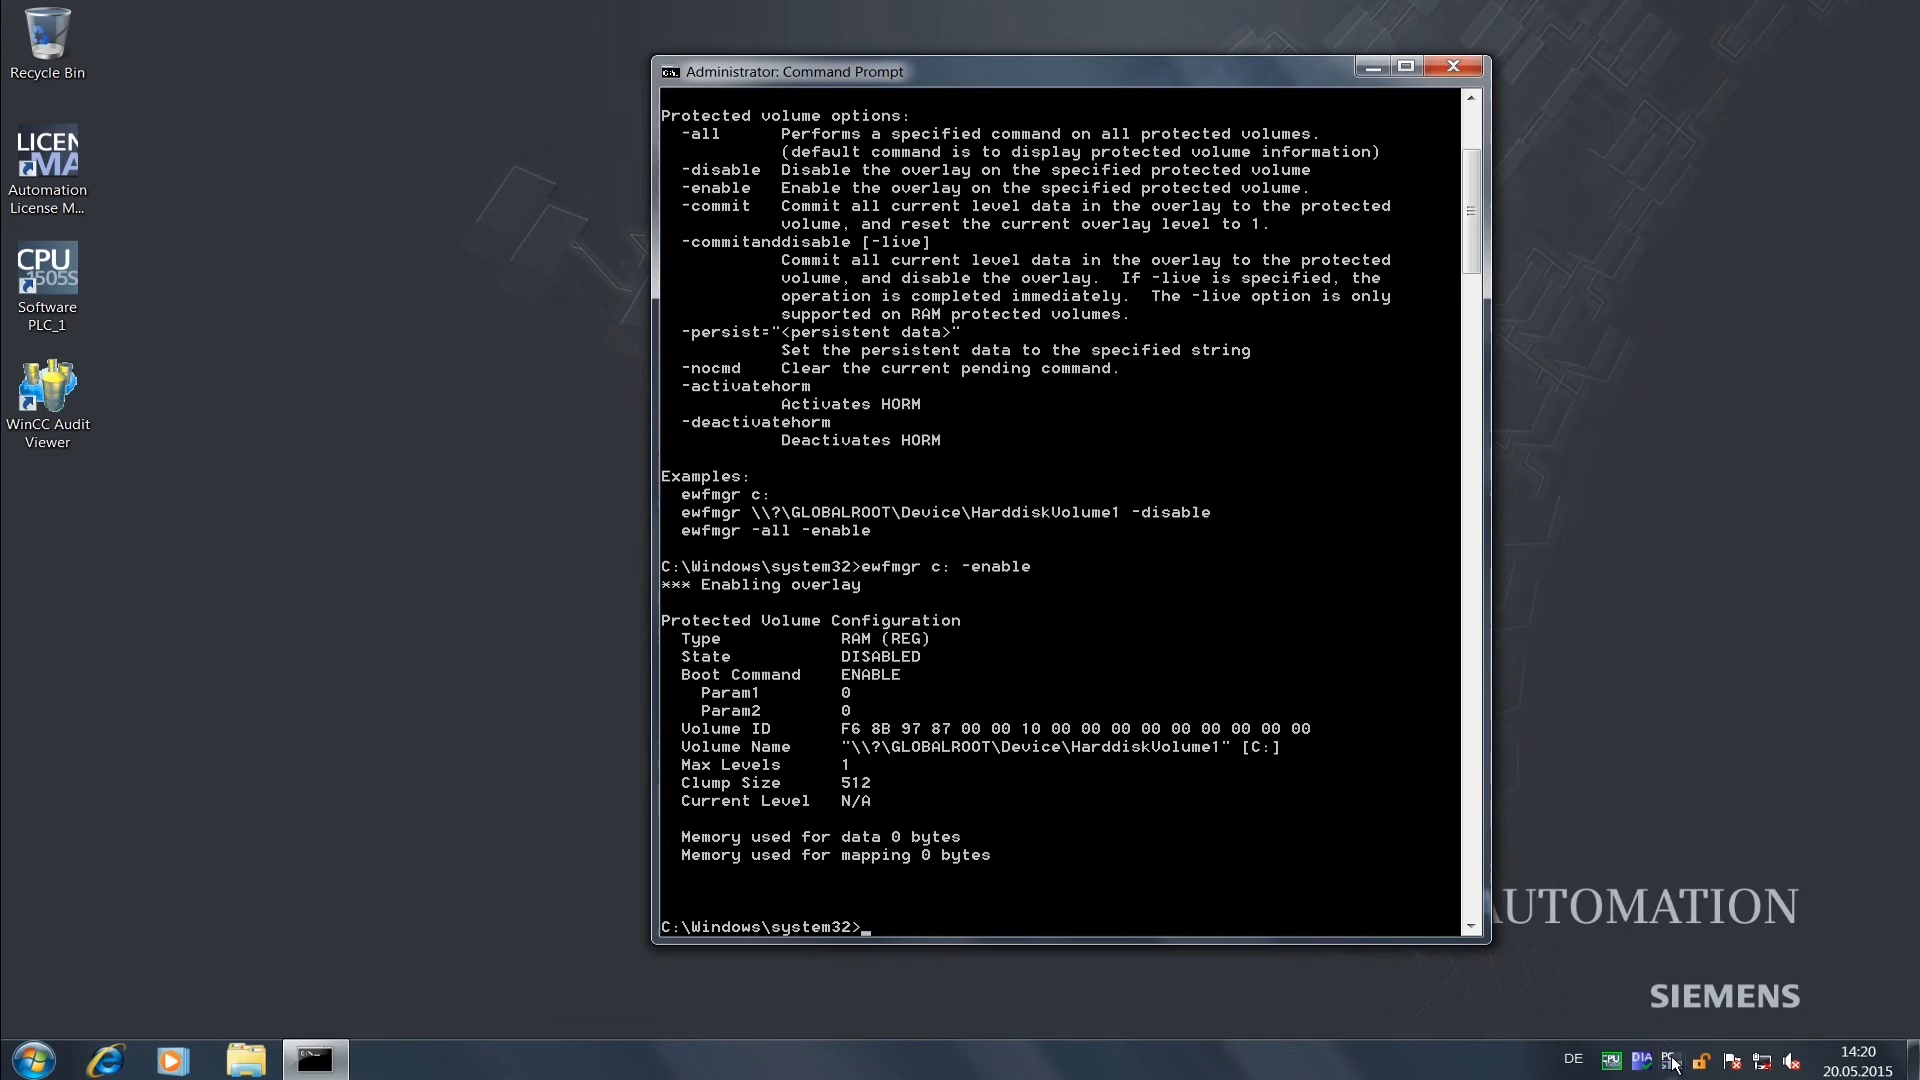 Recycle Bin
LICEN
MA
Automation
License M...
CPU
1505S
Software
PLC_1
WinCC Audit
Viewer
Administrator: Command Prompt
Protected volume options:
-all Performs a specified command on all protected volumes.
(default command is to display protected volume information)
-disable Disable the overlay on the specified protected volume
-enable Enable the overlay on the specified protected volume.
-commit Commit all current level data in the overlay to the protected
volume, and reset the current overlay level to 1.
-commitanddisable [-live]
Commit all current level data in the overlay to the protected
volume, and disable the overlay. If -live is specified, the
operation is completed immediately. The -live option is only
supported on RAM protected volumes.
-persist="<persistent data>"
Set the persistent data to the specified string
-nocmd Clear the current pending command.
-activatehorm
Activates HORM
-deactivatehorm
Deactivates HORM
Examples:
ewfmgr c:
ewfmgr \\?\GLOBALROOT\Device\HarddiskVolume1 -disable
ewfmgr -all -enable
C:\Windows\system32>ewfmgr c: -enable
*** Enabling overlay
Protected Volume Configuration
Type RAM (REG)
State DISABLED
Boot Command ENABLE
Param1 0
Param2 0
Volume ID F6 8B 97 87 00 00 10 00 00 00 00 00 00 00 00 00
Volume Name "\\?\GLOBALROOT\Device\HarddiskVolume1" [C:]
Max Levels 1
Clump Size 512
Current Level N/A
Memory used for data 0 bytes
Memory used for mapping 0 bytes
C:\Windows\system32>_
AUTOMATION
SIEMENS
DE
CPU
DIA
PC
14:20
20.05.2015